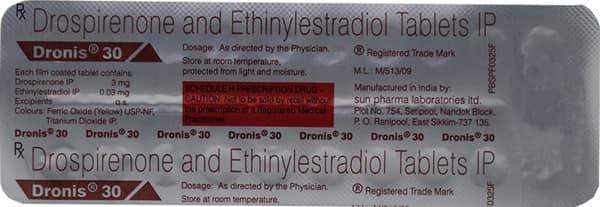 Rx Drospirenone and Ethinylestradiol Tablets IP
Dronis® 30
Each film coated tablet contains:
Drospirenone IP 3 mg
Ethinylestradiol IP 0.03 mg
Excipients q.s.
Colours: Ferric Oxide (Yellow) USP-NF,
Titanium Dioxide IP.
Dosage: As directed by the Physician.
Store at room temperature,
protected from light and moisture.
SCHEDULE H PRESCRIPTION DRUG –
CAUTION: Not to be sold by retail without
the prescription of a Registered Medical
Practitioner.
® Registered Trade Mark
M.L.: M/513/09
Manufactured in India by:
sun pharma laboratories ltd.
Plot No. 754, Setipool, Nandok Block,
P. O. Ranipool, East Sikkim-737 135.
PBSPF0325F
Dronis® 30 Dronis® 30 Dronis® 30 Dronis® 30 Dronis® 30 Dronis® 30 Dronis® 30
Rx Drospirenone and Ethinylestradiol Tablets IP
Dronis® 30
Dosage: As directed by the Physician.
Store at room temperature,
® Registered Trade Mark
0325F